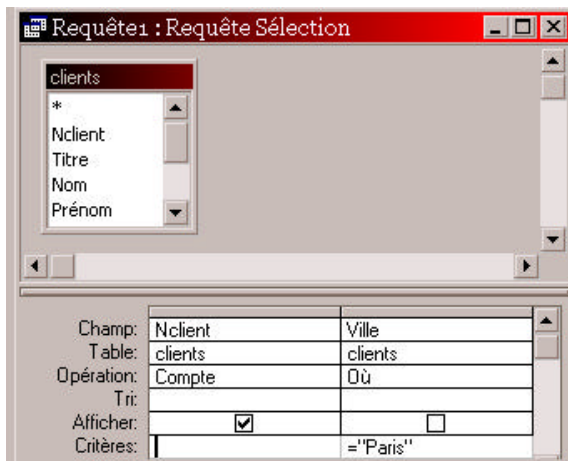 Requête1 : Requête Sélection
clients
*
Nclient
Titre
Nom
Prénom
Champ: Nclient Ville
Table: clients clients
Opération: Compte Où
Tri:
Afficher:
Critères: ="Paris"